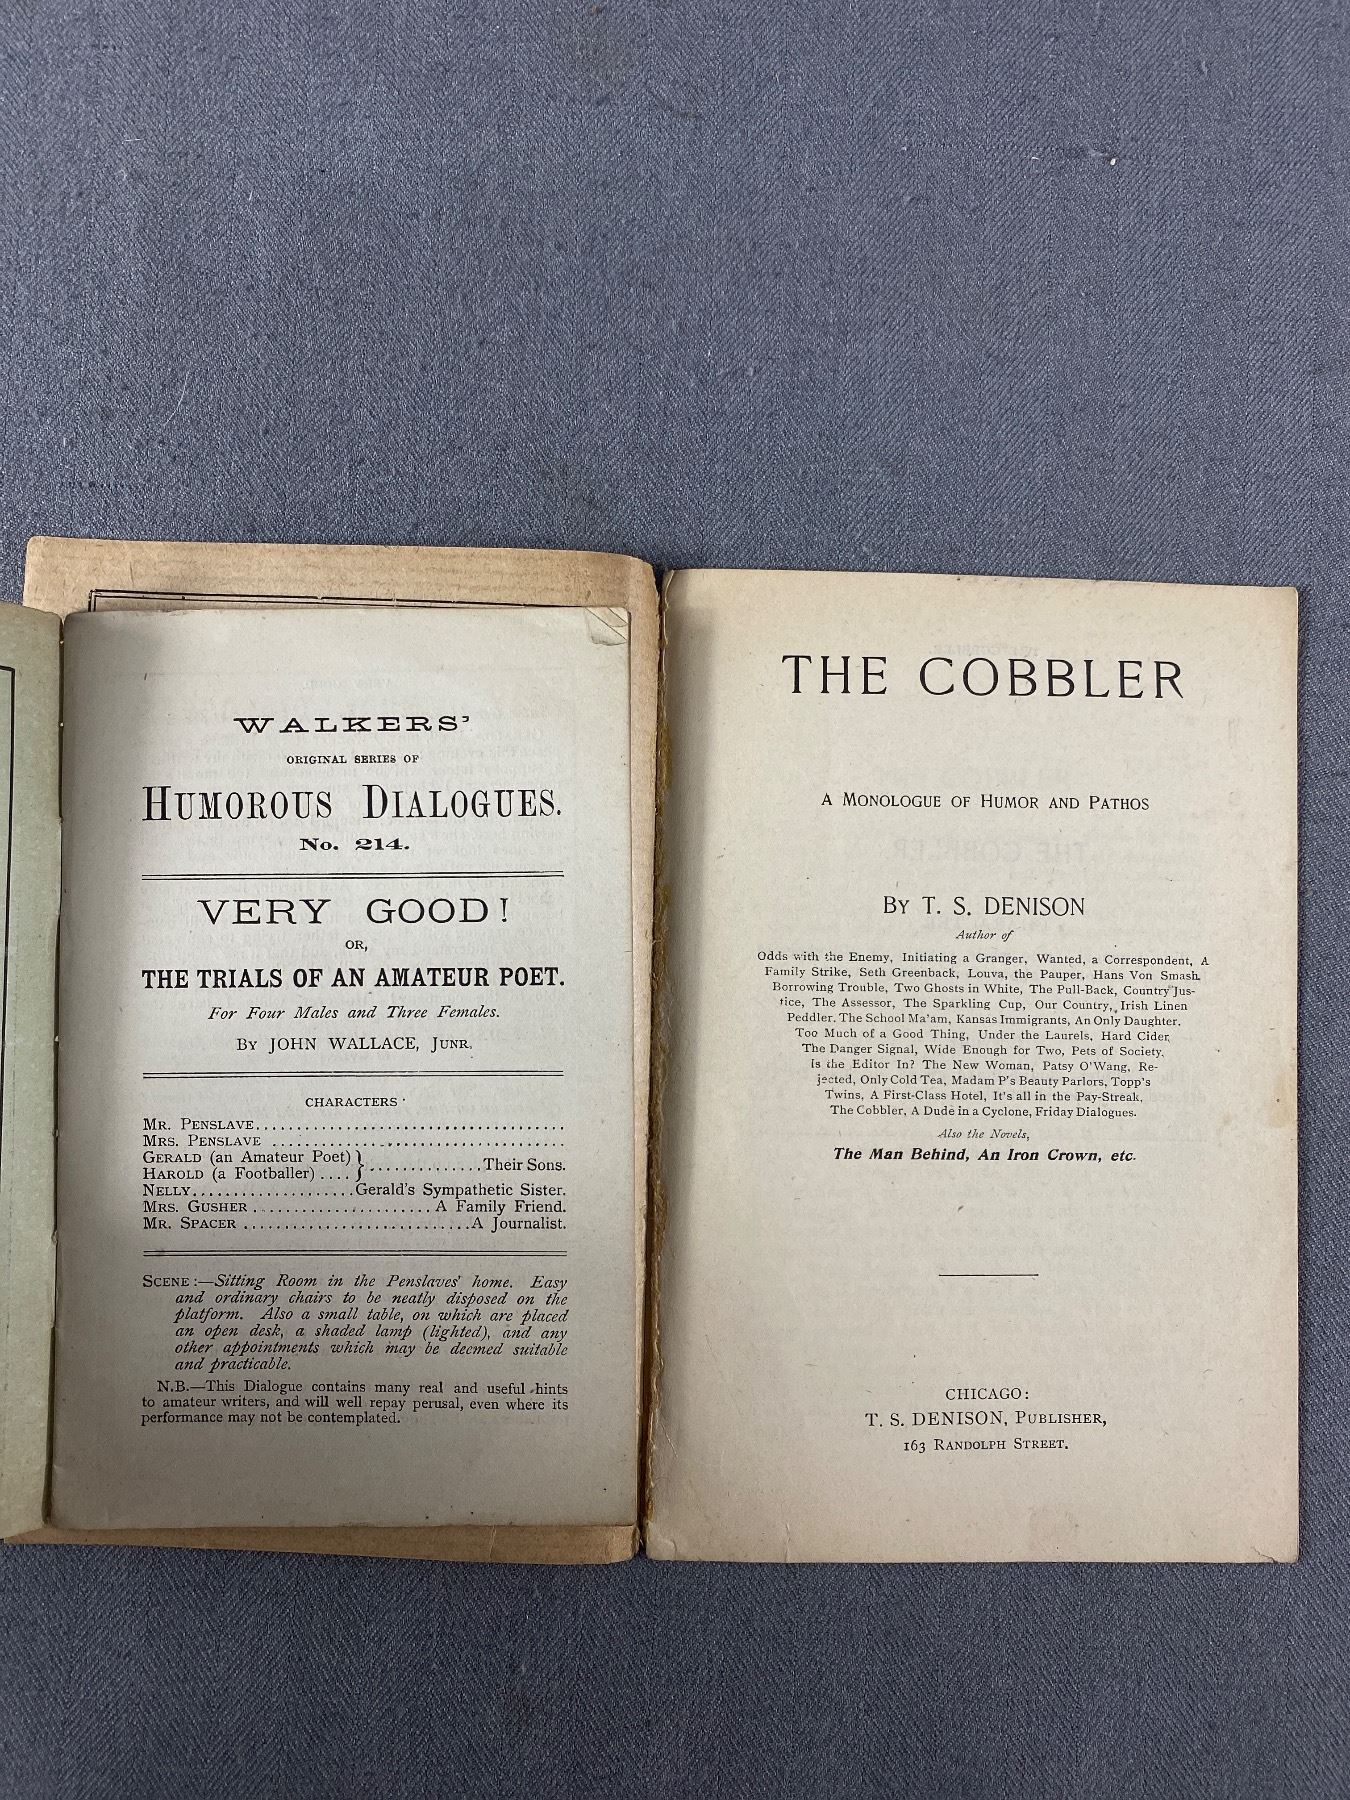 WALKERS'
ORIGINAL SERIES OF
HUMOROUS DIALOGUES.
No. 214.
VERY GOOD!
OR,
THE TRIALS OF AN AMATEUR POET.
For Four Males and Three Females.
BY JOHN WALLACE, JUNR.
CHARACTERS
MR. PENSLAVE......................................
MRS. PENSLAVE ....................................
GERALD (an Amateur Poet) } ..............Their Sons.
HAROLD (a Footballer) .... }
NELLY....................Gerald's Sympathetic Sister.
MRS. GUSHER ...................... A Family Friend.
MR. SPACER ...........................A Journalist.
SCENE:—Sitting Room in the Penslaves' home. Easy
and ordinary chairs to be neatly disposed on the
platform. Also a small table, on which are placed
an open desk, a shaded lamp (lighted), and any
other appointments which may be deemed suitable
and practicable.
N.B.—This Dialogue contains many real and useful hints
to amateur writers, and will well repay perusal, even where its
performance may not be contemplated.
THE COBBLER
A MONOLOGUE OF HUMOR AND PATHOS
BY T. S. DENISON
Author of
Odds with the Enemy, Initiating a Granger, Wanted, a Correspondent, A
Family Strike, Seth Greenback, Louva, the Pauper, Hans Von Smash.
Borrowing Trouble, Two Ghosts in White, The Pull-Back, Country Jus-
tice, The Assessor, The Sparkling Cup, Our Country, Irish Linen
Peddler. The School Ma'am, Kansas Immigrants, An Only Daughter.
Too Much of a Good Thing, Under the Laurels, Hard Cider,
The Danger Signal, Wide Enough for Two, Pets of Society,
Is the Editor In? The New Woman, Patsy O'Wang, Re-
jected, Only Cold Tea, Madam P's Beauty Parlors, Topp's
Twins, A First-Class Hotel, It's all in the Pay-Streak,
The Cobbler, A Dude in a Cyclone, Friday Dialogues.
Also the Novels,
The Man Behind, An Iron Crown, etc.
CHICAGO:
T. S. DENISON, PUBLISHER,
163 RANDOLPH STREET.